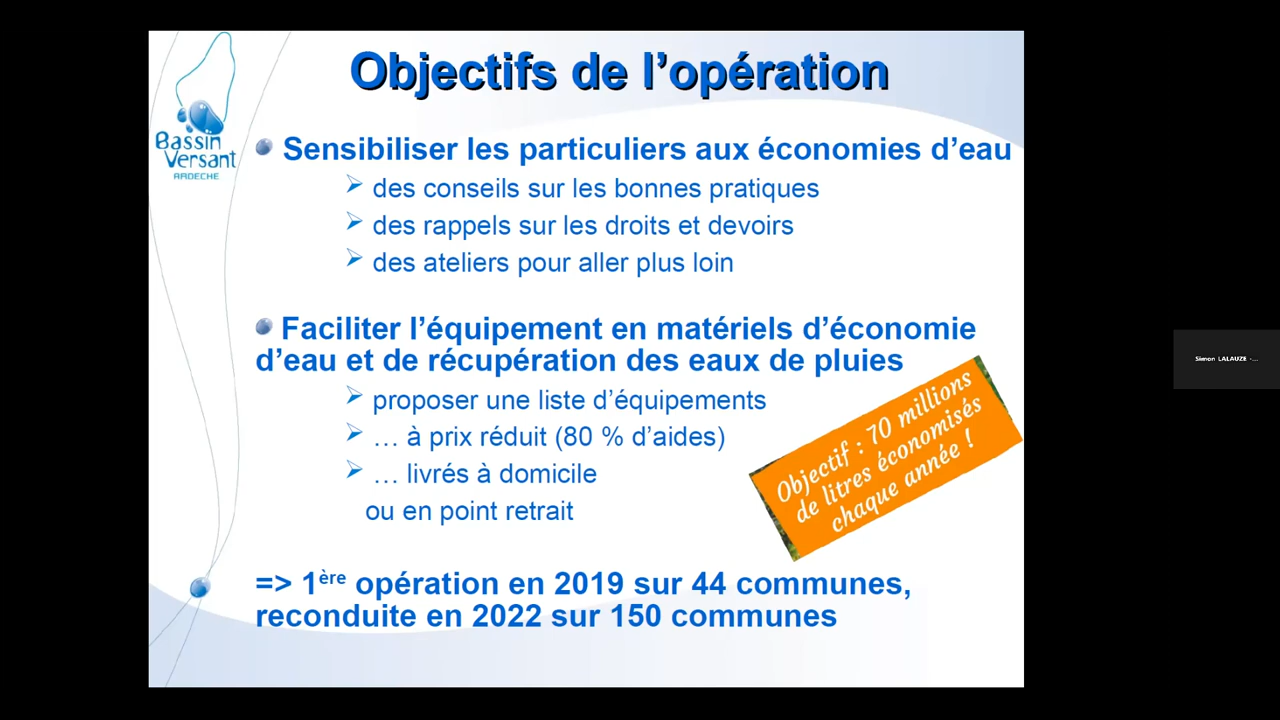 Objectifs de l’opération
Bassin
Versant
ARDECHE
Sensibiliser les particuliers aux économies d’eau
des conseils sur les bonnes pratiques
des rappels sur les droits et devoirs
des ateliers pour aller plus loin
Faciliter l’équipement en matériels d’économie
d’eau et de récupération des eaux de pluies
proposer une liste d’équipements
… à prix réduit (80 % d’aides)
… livrés à domicile
ou en point retrait
Objectif : 70 millions
de litres économisés
chaque année !
=> 1ère opération en 2019 sur 44 communes,
reconduite en 2022 sur 150 communes
Simon LALAUZE -...